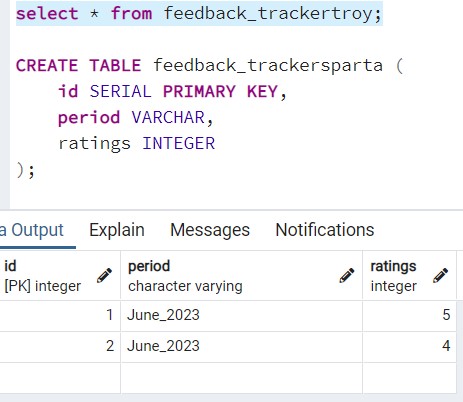 select * from feedback_trackertroy;
CREATE TABLE feedback_trackersparta (
id SERIAL PRIMARY KEY,
period VARCHAR,
ratings INTEGER
);
a Output Explain Messages Notifications
id period ratings
[PK] integer character varying integer
1 June_2023 5
2 June_2023 4